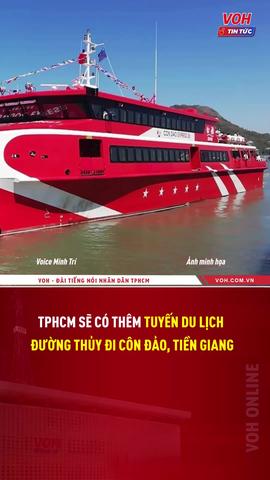 VOH
TIN TỨC
CON DAO EXPRESS 36
Voice Minh Trí
Ảnh minh họa
VOH - ĐÀI TIẾNG NÓI NHÂN DÂN TPHCM
VOH.COM.VN
TPHCM SẼ CÓ THÊM TUYẾN DU LỊCH
ĐƯỜNG THỦY ĐI CÔN ĐẢO, TIỀN GIANG
VOH ONLINE